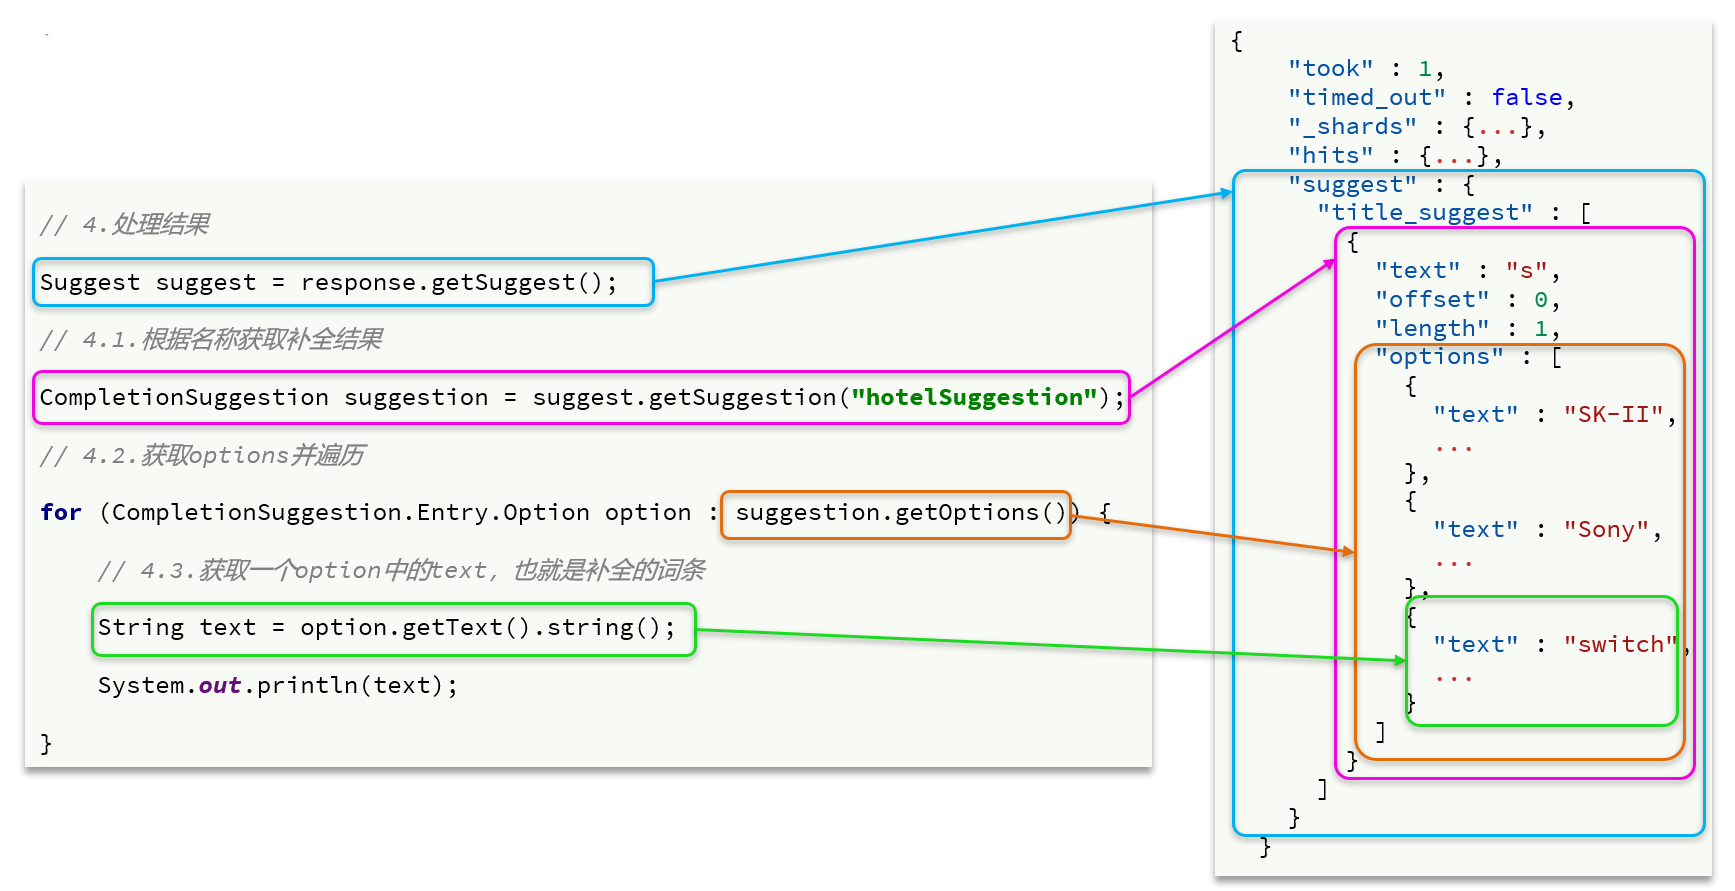 // 4.处理结果
Suggest suggest = response.getSuggest();
// 4.1.根据名称获取补全结果
CompletionSuggestion suggestion = suggest.getSuggestion("hotelSuggestion");
// 4.2.获取options并遍历
for (CompletionSuggestion.Entry.Option option : suggestion.getOptions()) {
    // 4.3.获取一个option中的text，也就是补全的词条
    String text = option.getText().string();
    System.out.println(text);
}
{
    "took" : 1,
    "timed_out" : false,
    "_shards" : {...},
    "hits" : {...},
    "suggest" : {
      "title_suggest" : [
        {
          "text" : "s",
          "offset" : 0,
          "length" : 1,
          "options" : [
            {
              "text" : "SK-II",
              ...
            },
            {
              "text" : "Sony",
              ...
            },
            {
              "text" : "switch",
              ...
            }
          ]
        }
      ]
    }
  }